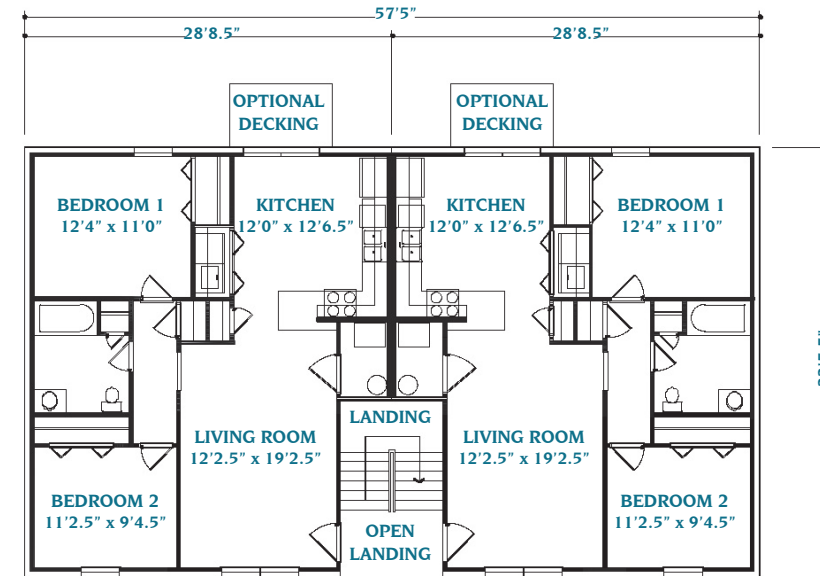 57'5"
28'8.5" 28'8.5"
OPTIONAL
DECKING
OPTIONAL
DECKING
BEDROOM 1
12'4" x 11'0"
KITCHEN
12'0" x 12'6.5"
KITCHEN
12'0" x 12'6.5"
BEDROOM 1
12'4" x 11'0"
LANDING
LIVING ROOM
12'2.5" x 19'2.5"
LIVING ROOM
12'2.5" x 19'2.5"
BEDROOM 2
11'2.5" x 9'4.5"
OPEN
LANDING
BEDROOM 2
11'2.5" x 9'4.5"